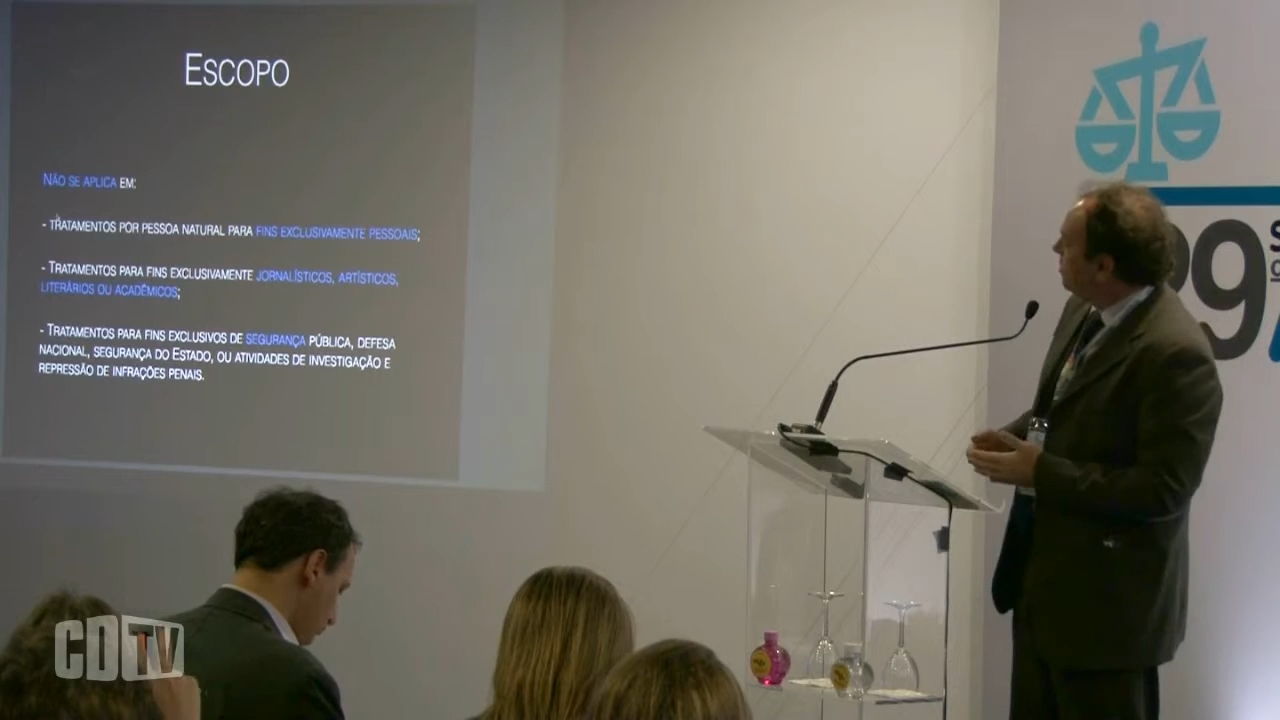 ESCOPO
NÃO SE APLICA EM:
- TRATAMENTOS POR PESSOA NATURAL PARA FINS EXCLUSIVAMENTE PESSOAIS;
- TRATAMENTOS PARA FINS EXCLUSIVAMENTE JORNALÍSTICOS, ARTÍSTICOS,
LITERÁRIOS OU ACADÊMICOS;
- TRATAMENTOS PARA FINS EXCLUSIVOS DE SEGURANÇA PÚBLICA, DEFESA
NACIONAL, SEGURANÇA DO ESTADO, OU ATIVIDADES DE INVESTIGAÇÃO E
REPRESSÃO DE INFRAÇÕES PENAIS.
CDTV